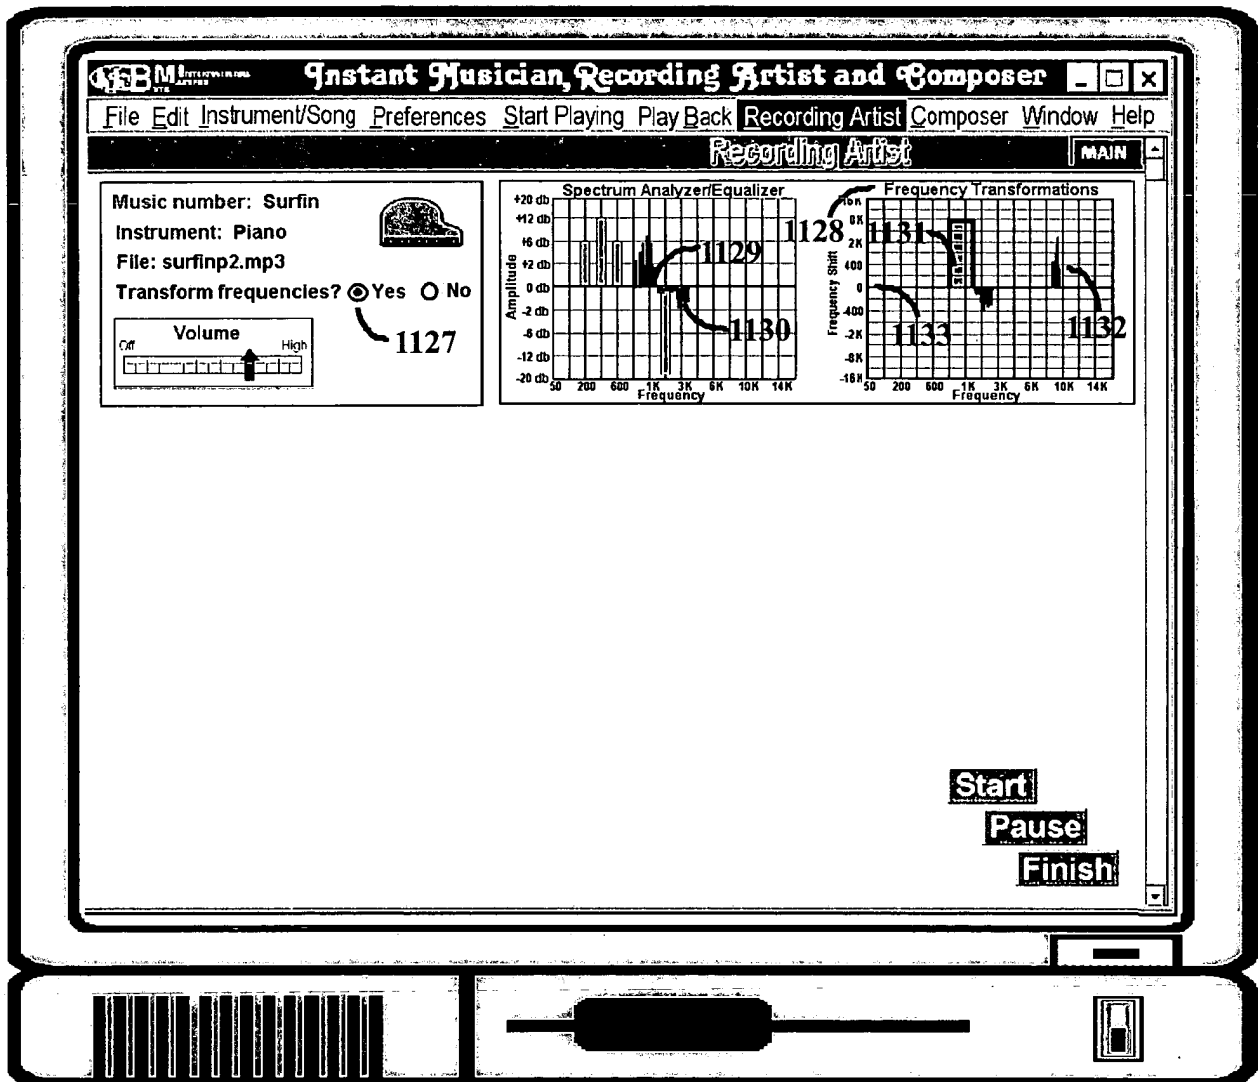 Instant Musician, Recording Artist and Composer
File Edit Instrument/Song Preferences Start Playing Play Back Recording Artist Composer Window Help
Recording Artist MAIN
Music number: Surfin
Instrument: Piano
File: surfinp2.mp3
Transform frequencies? Yes No
1127
Volume
Off High
Spectrum Analyzer/Equalizer
Amplitude
+20 db
+12 db
+6 db
+2 db
0 db
-2 db
-6 db
-12 db
-20 db
50 200 600 1K 3K 6K 10K 14K
Frequency
1129
1130
1128
Frequency Transformations
Frequency Shift
8K
2K
400
0
-400
-2K
-8K
-16K
50 200 600 1K 3K 6K 10K 14K
Frequency
1131
1133
1132
Start
Pause
Finish